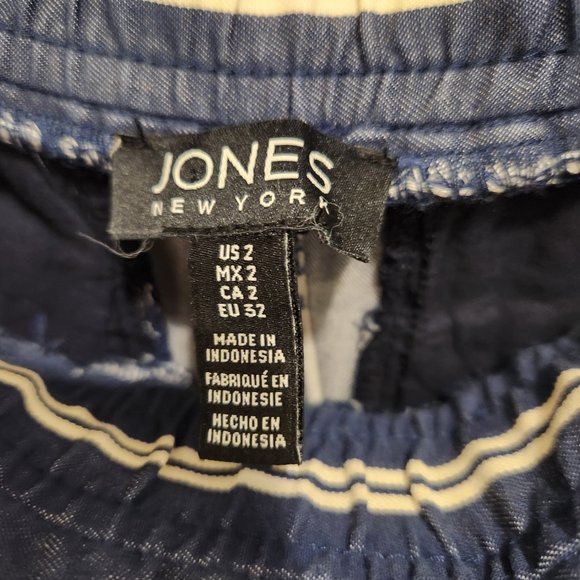 JONES
NEW YORK
US 2
MX 2
CA 2
EU 32
MADE IN
INDONESIA
FABRIQUÉ EN
INDONESIE
HECHO EN
INDONESIA